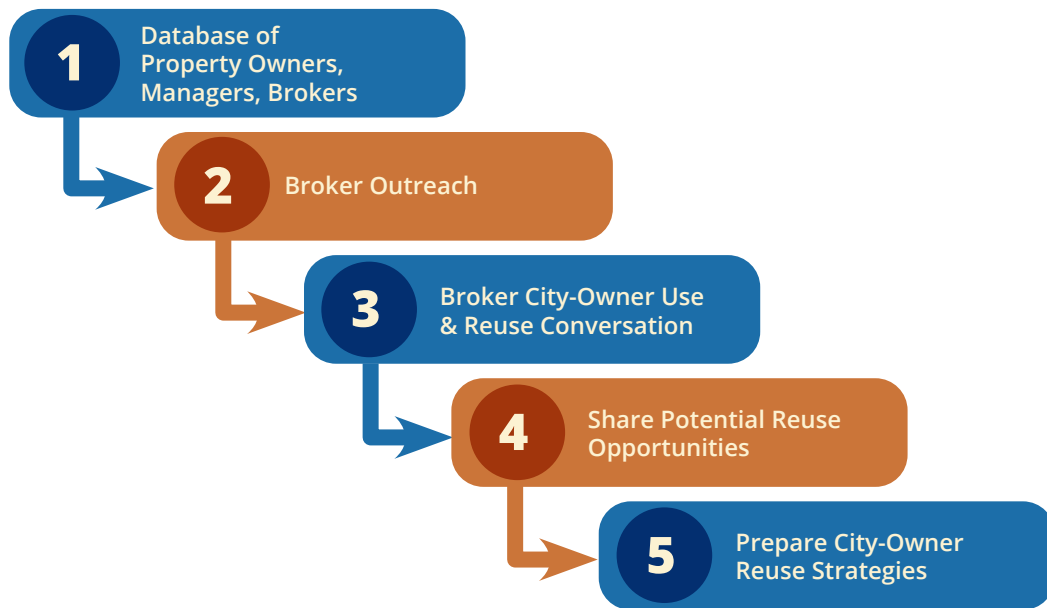 1
Database of
Property Owners,
Managers, Brokers
2
Broker Outreach
3
Broker City-Owner Use
& Reuse Conversation
4
Share Potential Reuse
Opportunities
5
Prepare City-Owner
Reuse Strategies